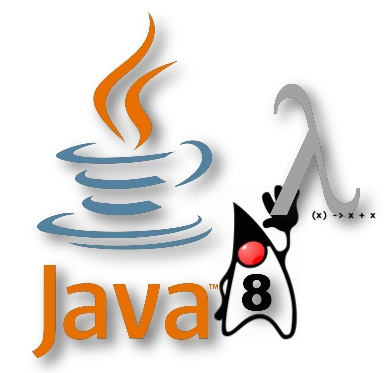 λ
(x) -> x + x
Java™
8